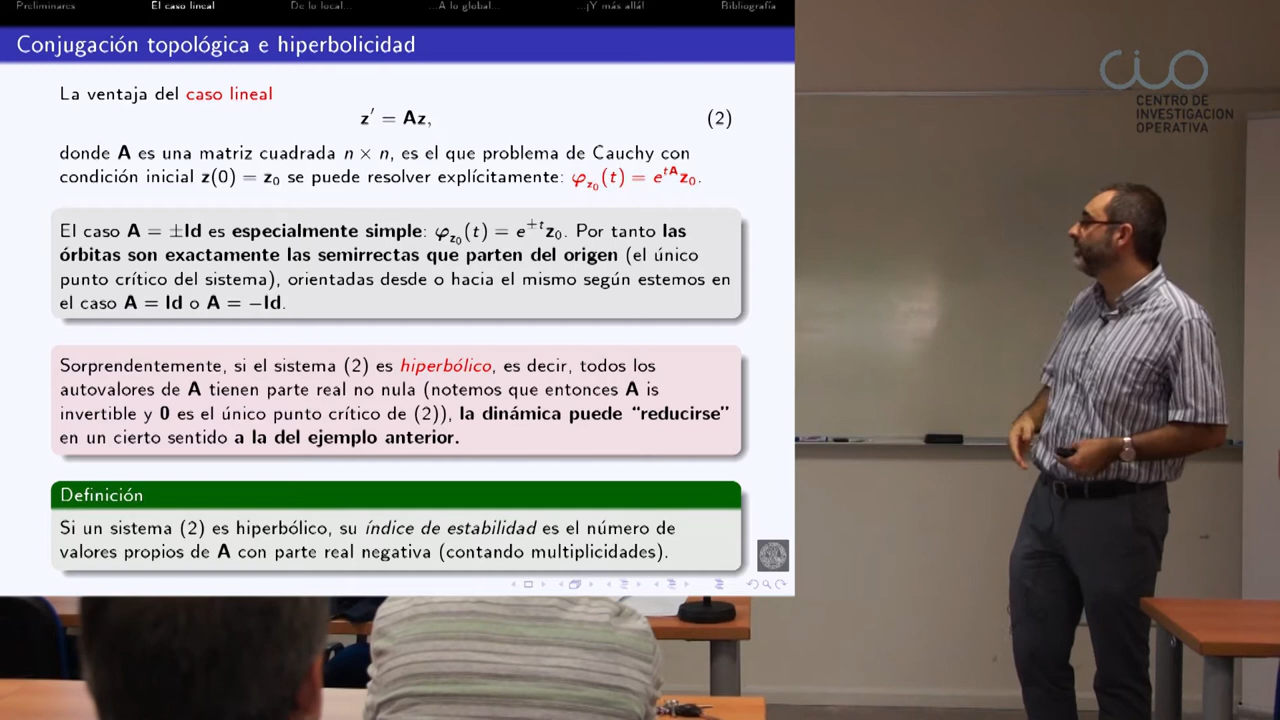 Preliminares El caso lineal De lo local... ...A lo global... ...¡Y más allá! Bibliografía
Conjugación topológica e hiperbolicidad
La ventaja del caso lineal
z′ = Az, (2)
donde A es una matriz cuadrada n × n, es el que problema de Cauchy con
condición inicial z(0) = z₀ se puede resolver explícitamente: φ_z₀(t) = e^{tA}z₀.
El caso A = ±Id es especialmente simple: φ_z₀(t) = e^{±t}z₀. Por tanto las
órbitas son exactamente las semirrectas que parten del origen (el único
punto crítico del sistema), orientadas desde o hacia el mismo según estemos en
el caso A = Id o A = −Id.
Sorprendentemente, si el sistema (2) es hiperbólico, es decir, todos los
autovalores de A tienen parte real no nula (notemos que entonces A is
invertible y 0 es el único punto crítico de (2)), la dinámica puede “reducirse”
en un cierto sentido a la del ejemplo anterior.
Definición
Si un sistema (2) es hiperbólico, su índice de estabilidad es el número de
valores propios de A con parte real negativa (contando multiplicidades).
CIO
CENTRO DE
INVESTIGACION
OPERATIVA